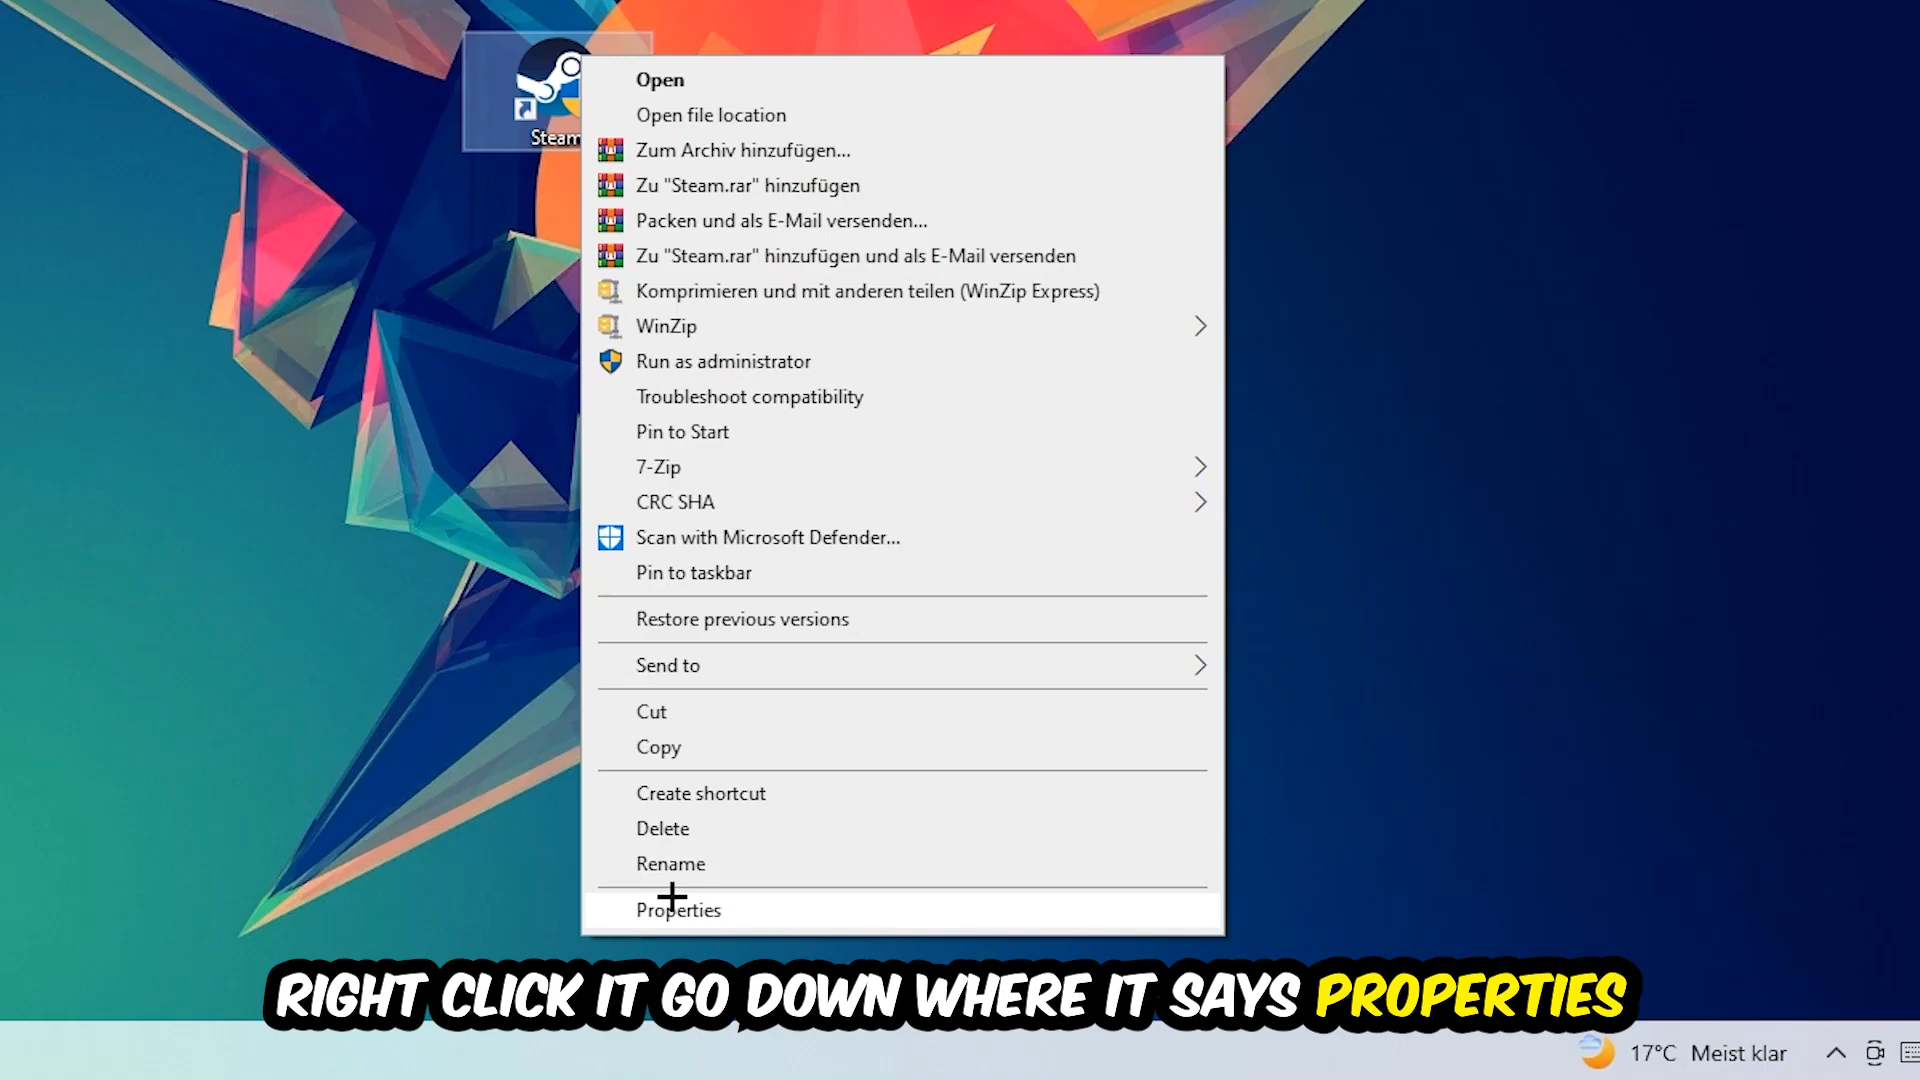 Steam
Open
Open file location
Zum Archiv hinzufügen...
Zu "Steam.rar" hinzufügen
Packen und als E-Mail versenden...
Zu "Steam.rar" hinzufügen und als E-Mail versenden
Komprimieren und mit anderen teilen (WinZip Express)
WinZip
Run as administrator
Troubleshoot compatibility
Pin to Start
7-Zip
CRC SHA
Scan with Microsoft Defender...
Pin to taskbar
Restore previous versions
Send to
Cut
Copy
Create shortcut
Delete
Rename
Properties
RIGHT CLICK IT GO DOWN WHERE IT SAYS PROPERTIES
17°C Meist klar